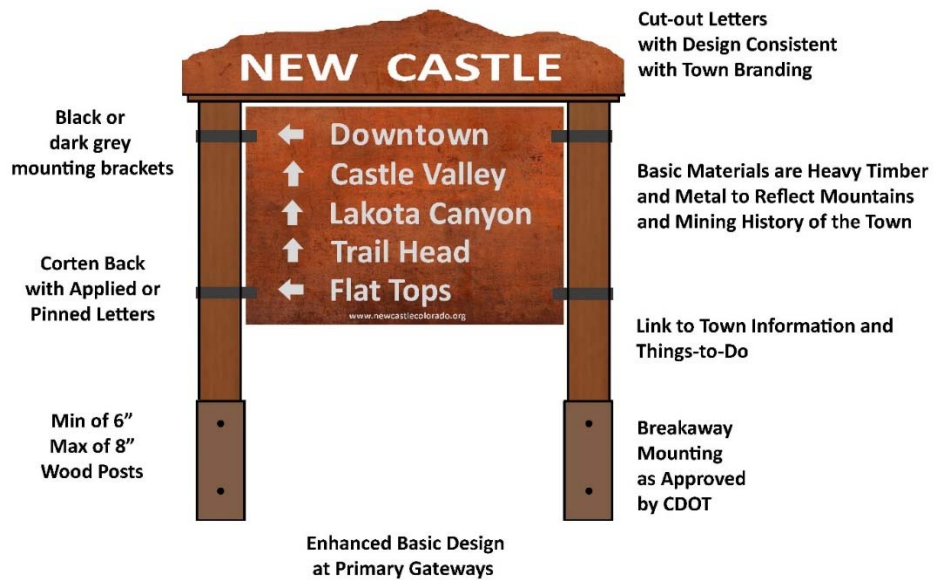 NEW CASTLE
Cut-out Letters
with Design Consistent
with Town Branding
Black or
dark grey
mounting brackets
Downtown
Castle Valley
Lakota Canyon
Trail Head
Flat Tops
www.newcastlecolorado.org
Basic Materials are Heavy Timber
and Metal to Reflect Mountains
and Mining History of the Town
Corten Back
with Applied or
Pinned Letters
Link to Town Information and
Things-to-Do
Min of 6”
Max of 8”
Wood Posts
Breakaway
Mounting
as Approved
by CDOT
Enhanced Basic Design
at Primary Gateways